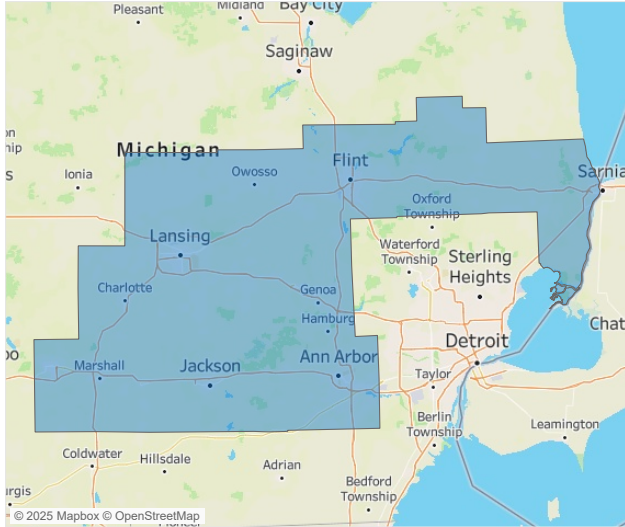 Pleasant
Midland
Bay City
Saginaw
Michigan
Flint
Owosso
Ionia
Sarnia
Oxford
Township
Lansing
Waterford
Township
Sterling
Heights
Charlotte
Genoa
Hamburg
Chat
Detroit
Marshall
Jackson
Ann Arbor
Taylor
Berlin
Township
Leamington
Coldwater
Hillsdale
Adrian
Bedford
Township
© 2025 Mapbox © OpenStreetMap